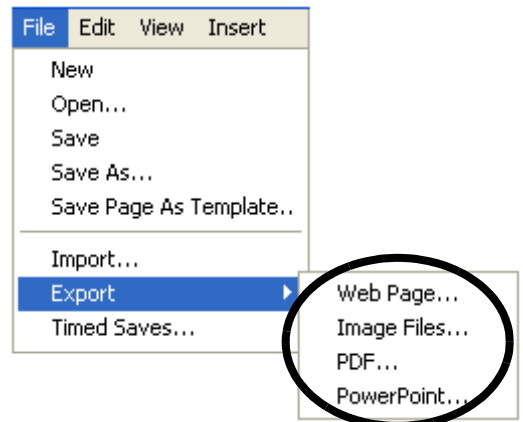 File Edit View Insert
New
Open...
Save
Save As...
Save Page As Template..
Import...
Export
Timed Saves...
Web Page...
Image Files...
PDF...
PowerPoint...